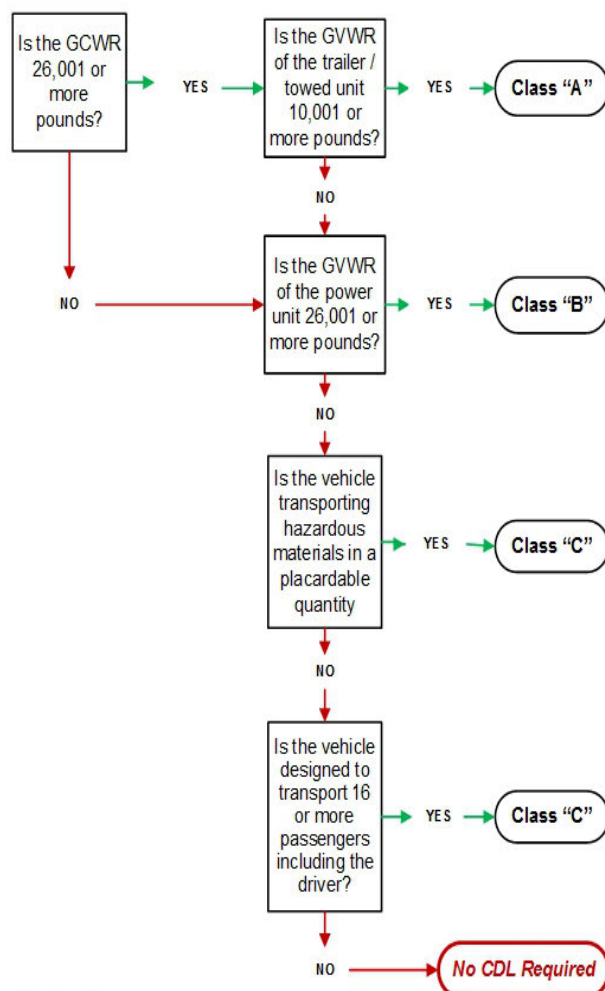 Is the GCWR
26,001 or
more
pounds?
YES
Is the GVWR
of the trailer /
towed unit
10,001 or
more pounds?
YES
Class “A”
NO
NO
Is the GVWR
of the power
unit 26,001 or
more pounds?
YES
Class “B”
NO
Is the vehicle
transporting
hazardous
materials in a
placardable
quantity
YES
Class “C”
NO
Is the vehicle
designed to
transport 16
or more
passengers
including the
driver?
YES
Class “C”
NO
No CDL Required